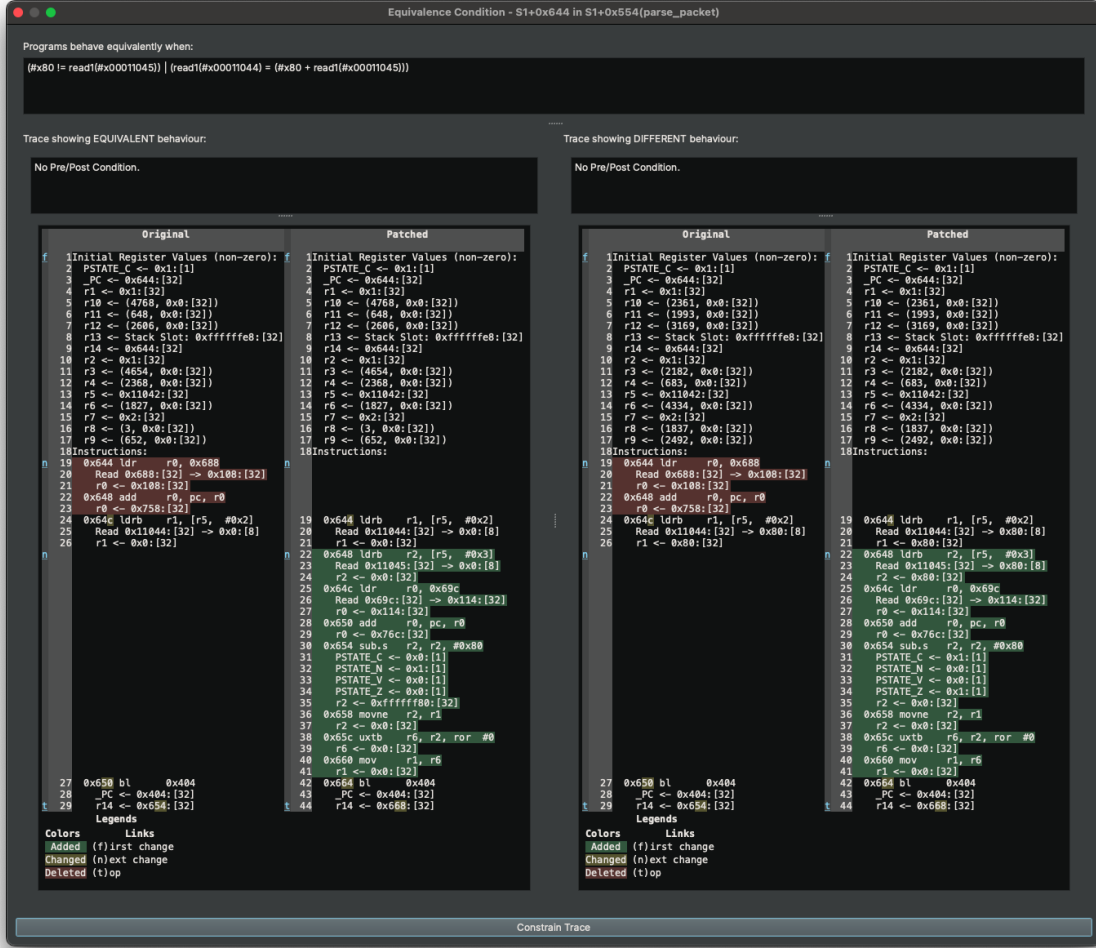 Equivalence Condition - S1+0x644 in S1+0x554(parse_packet)
Programs behave equivalently when:
(#x80 != read1(#x00011045)) | (read1(#x00011044) = (#x80 + read1(#x00011045)))
Trace showing EQUIVALENT behaviour:
No Pre/Post Condition.
Original Patched
f 1Initial Register Values (non-zero): f 1Initial Register Values (non-zero):
2 PSTATE_C <- 0x1:[1] 2 PSTATE_C <- 0x1:[1]
3 _PC <- 0x644:[32] 3 _PC <- 0x644:[32]
4 r1 <- 0x1:[32] 4 r1 <- 0x1:[32]
5 r10 <- (4768, 0x0:[32]) 5 r10 <- (4768, 0x0:[32])
6 r11 <- (648, 0x0:[32]) 6 r11 <- (648, 0x0:[32])
7 r12 <- (2606, 0x0:[32]) 7 r12 <- (2606, 0x0:[32])
8 r13 <- Stack Slot: 0xffffffe8:[32] 8 r13 <- Stack Slot: 0xffffffe8:[32]
9 r14 <- 0x644:[32] 9 r14 <- 0x644:[32]
10 r2 <- 0x1:[32] 10 r2 <- 0x1:[32]
11 r3 <- (4654, 0x0:[32]) 11 r3 <- (4654, 0x0:[32])
12 r4 <- (2368, 0x0:[32]) 12 r4 <- (2368, 0x0:[32])
13 r5 <- 0x11042:[32] 13 r5 <- 0x11042:[32]
14 r6 <- (1827, 0x0:[32]) 14 r6 <- (1827, 0x0:[32])
15 r7 <- 0x2:[32] 15 r7 <- 0x2:[32]
16 r8 <- (3, 0x0:[32]) 16 r8 <- (3, 0x0:[32])
17 r9 <- (652, 0x0:[32]) 17 r9 <- (652, 0x0:[32])
18Instructions: 18Instructions:
n 19 0x644 ldr r0, 0x688 n
20 Read 0x688:[32] -> 0x108:[32]
21 r0 <- 0x108:[32]
22 0x648 add r0, pc, r0
23 r0 <- 0x758:[32]
24 0x64c ldrb r1, [r5, #0x2] 19 0x644 ldrb r1, [r5, #0x2]
25 Read 0x11044:[32] -> 0x0:[8] 20 Read 0x11044:[32] -> 0x0:[8]
26 r1 <- 0x0:[32] 21 r1 <- 0x0:[32]
n n 22 0x648 ldrb r2, [r5, #0x3]
23 Read 0x11045:[32] -> 0x0:[8]
24 r2 <- 0x0:[32]
25 0x64c ldr r0, 0x69c
26 Read 0x69c:[32] -> 0x114:[32]
27 r0 <- 0x114:[32]
28 0x650 add r0, pc, r0
29 r0 <- 0x76c:[32]
30 0x654 sub.s r2, r2, #0x80
31 PSTATE_C <- 0x0:[1]
32 PSTATE_N <- 0x1:[1]
33 PSTATE_V <- 0x0:[1]
34 PSTATE_Z <- 0x0:[1]
35 r2 <- 0xffffff80:[32]
36 0x658 movne r2, r1
37 r2 <- 0x0:[32]
38 0x65c uxtb r6, r2, ror #0
39 r6 <- 0x0:[32]
40 0x660 mov r1, r6
41 r1 <- 0x0:[32]
27 0x650 bl 0x404 42 0x664 bl 0x404
28 _PC <- 0x404:[32] 43 _PC <- 0x404:[32]
t 29 r14 <- 0x654:[32] t 44 r14 <- 0x668:[32]
Legends
Colors Links
Added (f)irst change
Changed (n)ext change
Deleted (t)op
Trace showing DIFFERENT behaviour:
No Pre/Post Condition.
Original Patched
f 1Initial Register Values (non-zero): f 1Initial Register Values (non-zero):
2 PSTATE_C <- 0x1:[1] 2 PSTATE_C <- 0x1:[1]
3 _PC <- 0x644:[32] 3 _PC <- 0x644:[32]
4 r1 <- 0x1:[32] 4 r1 <- 0x1:[32]
5 r10 <- (2361, 0x0:[32]) 5 r10 <- (2361, 0x0:[32])
6 r11 <- (1993, 0x0:[32]) 6 r11 <- (1993, 0x0:[32])
7 r12 <- (3169, 0x0:[32]) 7 r12 <- (3169, 0x0:[32])
8 r13 <- Stack Slot: 0xffffffe8:[32] 8 r13 <- Stack Slot: 0xffffffe8:[32]
9 r14 <- 0x644:[32] 9 r14 <- 0x644:[32]
10 r2 <- 0x1:[32] 10 r2 <- 0x1:[32]
11 r3 <- (2182, 0x0:[32]) 11 r3 <- (2182, 0x0:[32])
12 r4 <- (683, 0x0:[32]) 12 r4 <- (683, 0x0:[32])
13 r5 <- 0x11042:[32] 13 r5 <- 0x11042:[32]
14 r6 <- (4334, 0x0:[32]) 14 r6 <- (4334, 0x0:[32])
15 r7 <- 0x2:[32] 15 r7 <- 0x2:[32]
16 r8 <- (1837, 0x0:[32]) 16 r8 <- (1837, 0x0:[32])
17 r9 <- (2492, 0x0:[32]) 17 r9 <- (2492, 0x0:[32])
18Instructions: 18Instructions:
n 19 0x644 ldr r0, 0x688 n
20 Read 0x688:[32] -> 0x108:[32]
21 r0 <- 0x108:[32]
22 0x648 add r0, pc, r0
23 r0 <- 0x758:[32]
24 0x64c ldrb r1, [r5, #0x2] 19 0x644 ldrb r1, [r5, #0x2]
25 Read 0x11044:[32] -> 0x80:[8] 20 Read 0x11044:[32] -> 0x80:[8]
26 r1 <- 0x80:[32] 21 r1 <- 0x80:[32]
n n 22 0x648 ldrb r2, [r5, #0x3]
23 Read 0x11045:[32] -> 0x80:[8]
24 r2 <- 0x80:[32]
25 0x64c ldr r0, 0x69c
26 Read 0x69c:[32] -> 0x114:[32]
27 r0 <- 0x114:[32]
28 0x650 add r0, pc, r0
29 r0 <- 0x76c:[32]
30 0x654 sub.s r2, r2, #0x80
31 PSTATE_C <- 0x1:[1]
32 PSTATE_N <- 0x0:[1]
33 PSTATE_V <- 0x0:[1]
34 PSTATE_Z <- 0x1:[1]
35 r2 <- 0x0:[32]
36 0x658 movne r2, r1
37 r2 <- 0x0:[32]
38 0x65c uxtb r6, r2, ror #0
39 r6 <- 0x0:[32]
40 0x660 mov r1, r6
41 r1 <- 0x0:[32]
27 0x650 bl 0x404 42 0x664 bl 0x404
28 _PC <- 0x404:[32] 43 _PC <- 0x404:[32]
t 29 r14 <- 0x654:[32] t 44 r14 <- 0x668:[32]
Legends
Colors Links
Added (f)irst change
Changed (n)ext change
Deleted (t)op
Constrain Trace